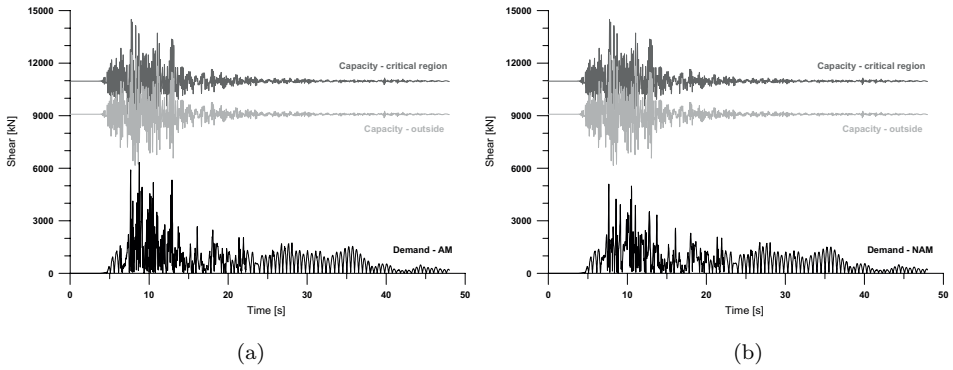 15000
12000
9000
6000
3000
0
Shear [kN]
Capacity - critical region
Capacity - outside
Demand - AM
0 10 20 30 40 50
Time [s]
(a)
15000
12000
9000
6000
3000
0
Shear [kN]
Capacity - critical region
Capacity - outside
Demand - NAM
0 10 20 30 40 50
Time [s]
(b)